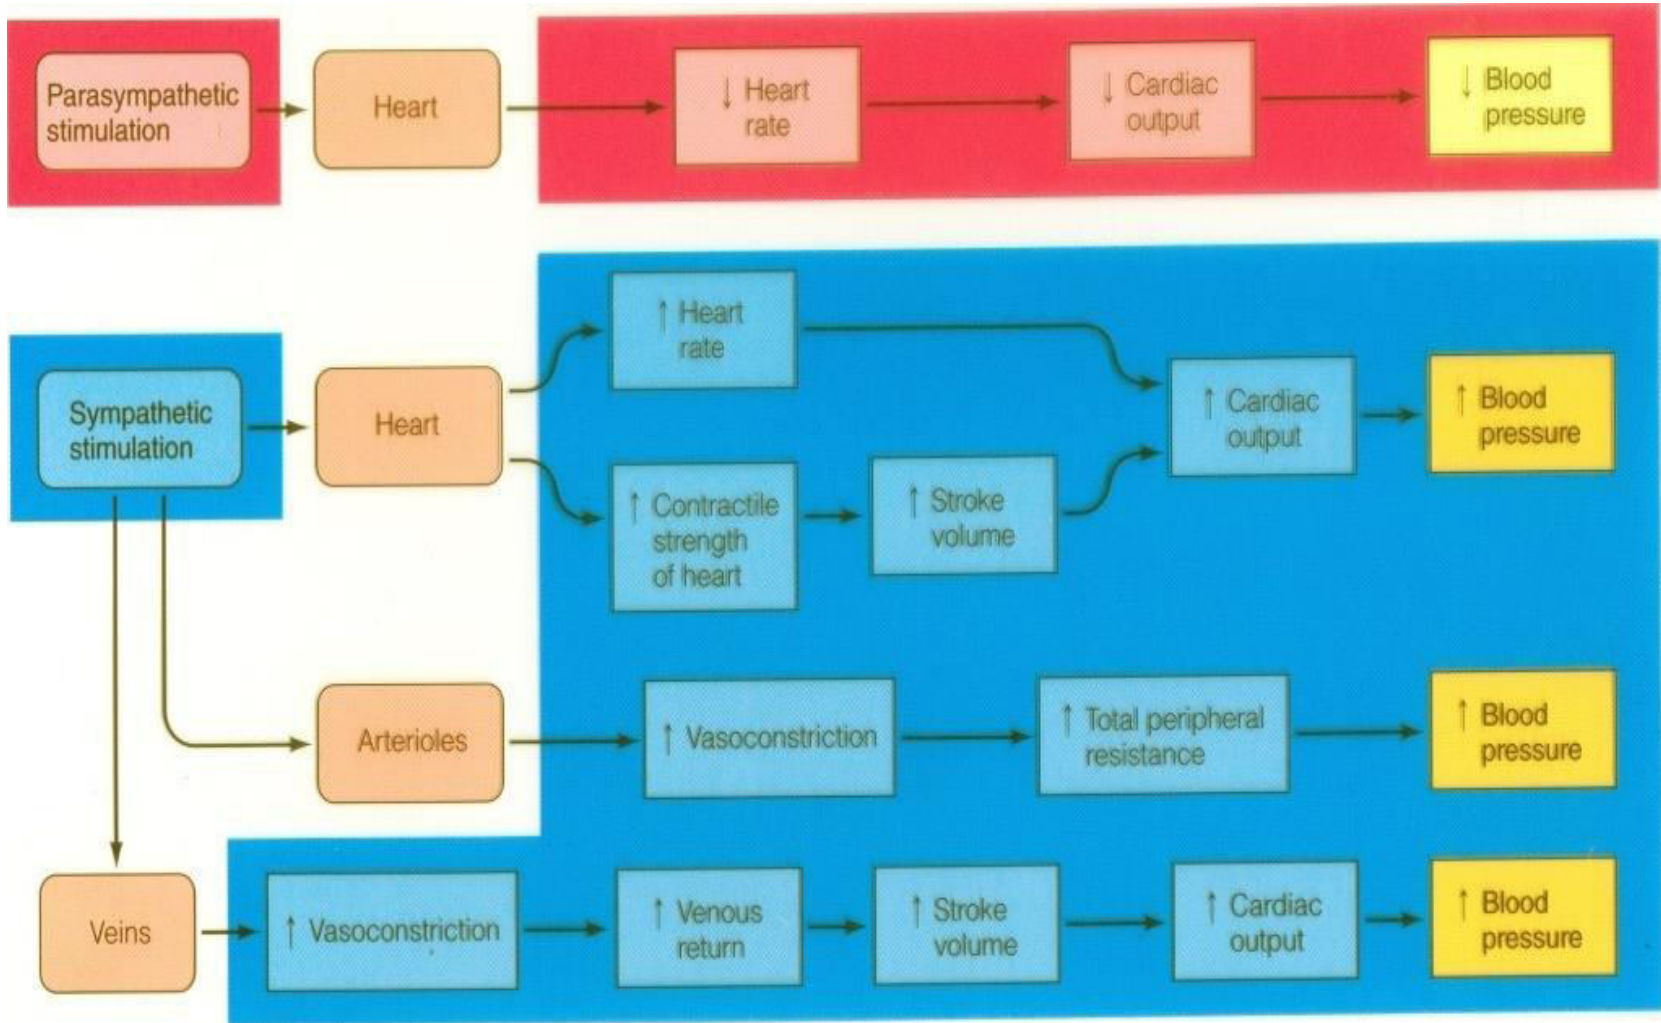 Parasympathetic
stimulation
Heart
↓ Heart
rate
↓ Cardiac
output
↓ Blood
pressure
Sympathetic
stimulation
Heart
↑ Heart
rate
↑ Contractile
strength
of heart
↑ Stroke
volume
↑ Cardiac
output
↑ Blood
pressure
Arterioles
↑ Vasoconstriction
↑ Total peripheral
resistance
↑ Blood
pressure
Veins
↑ Vasoconstriction
↑ Venous
return
↑ Stroke
volume
↑ Cardiac
output
↑ Blood
pressure